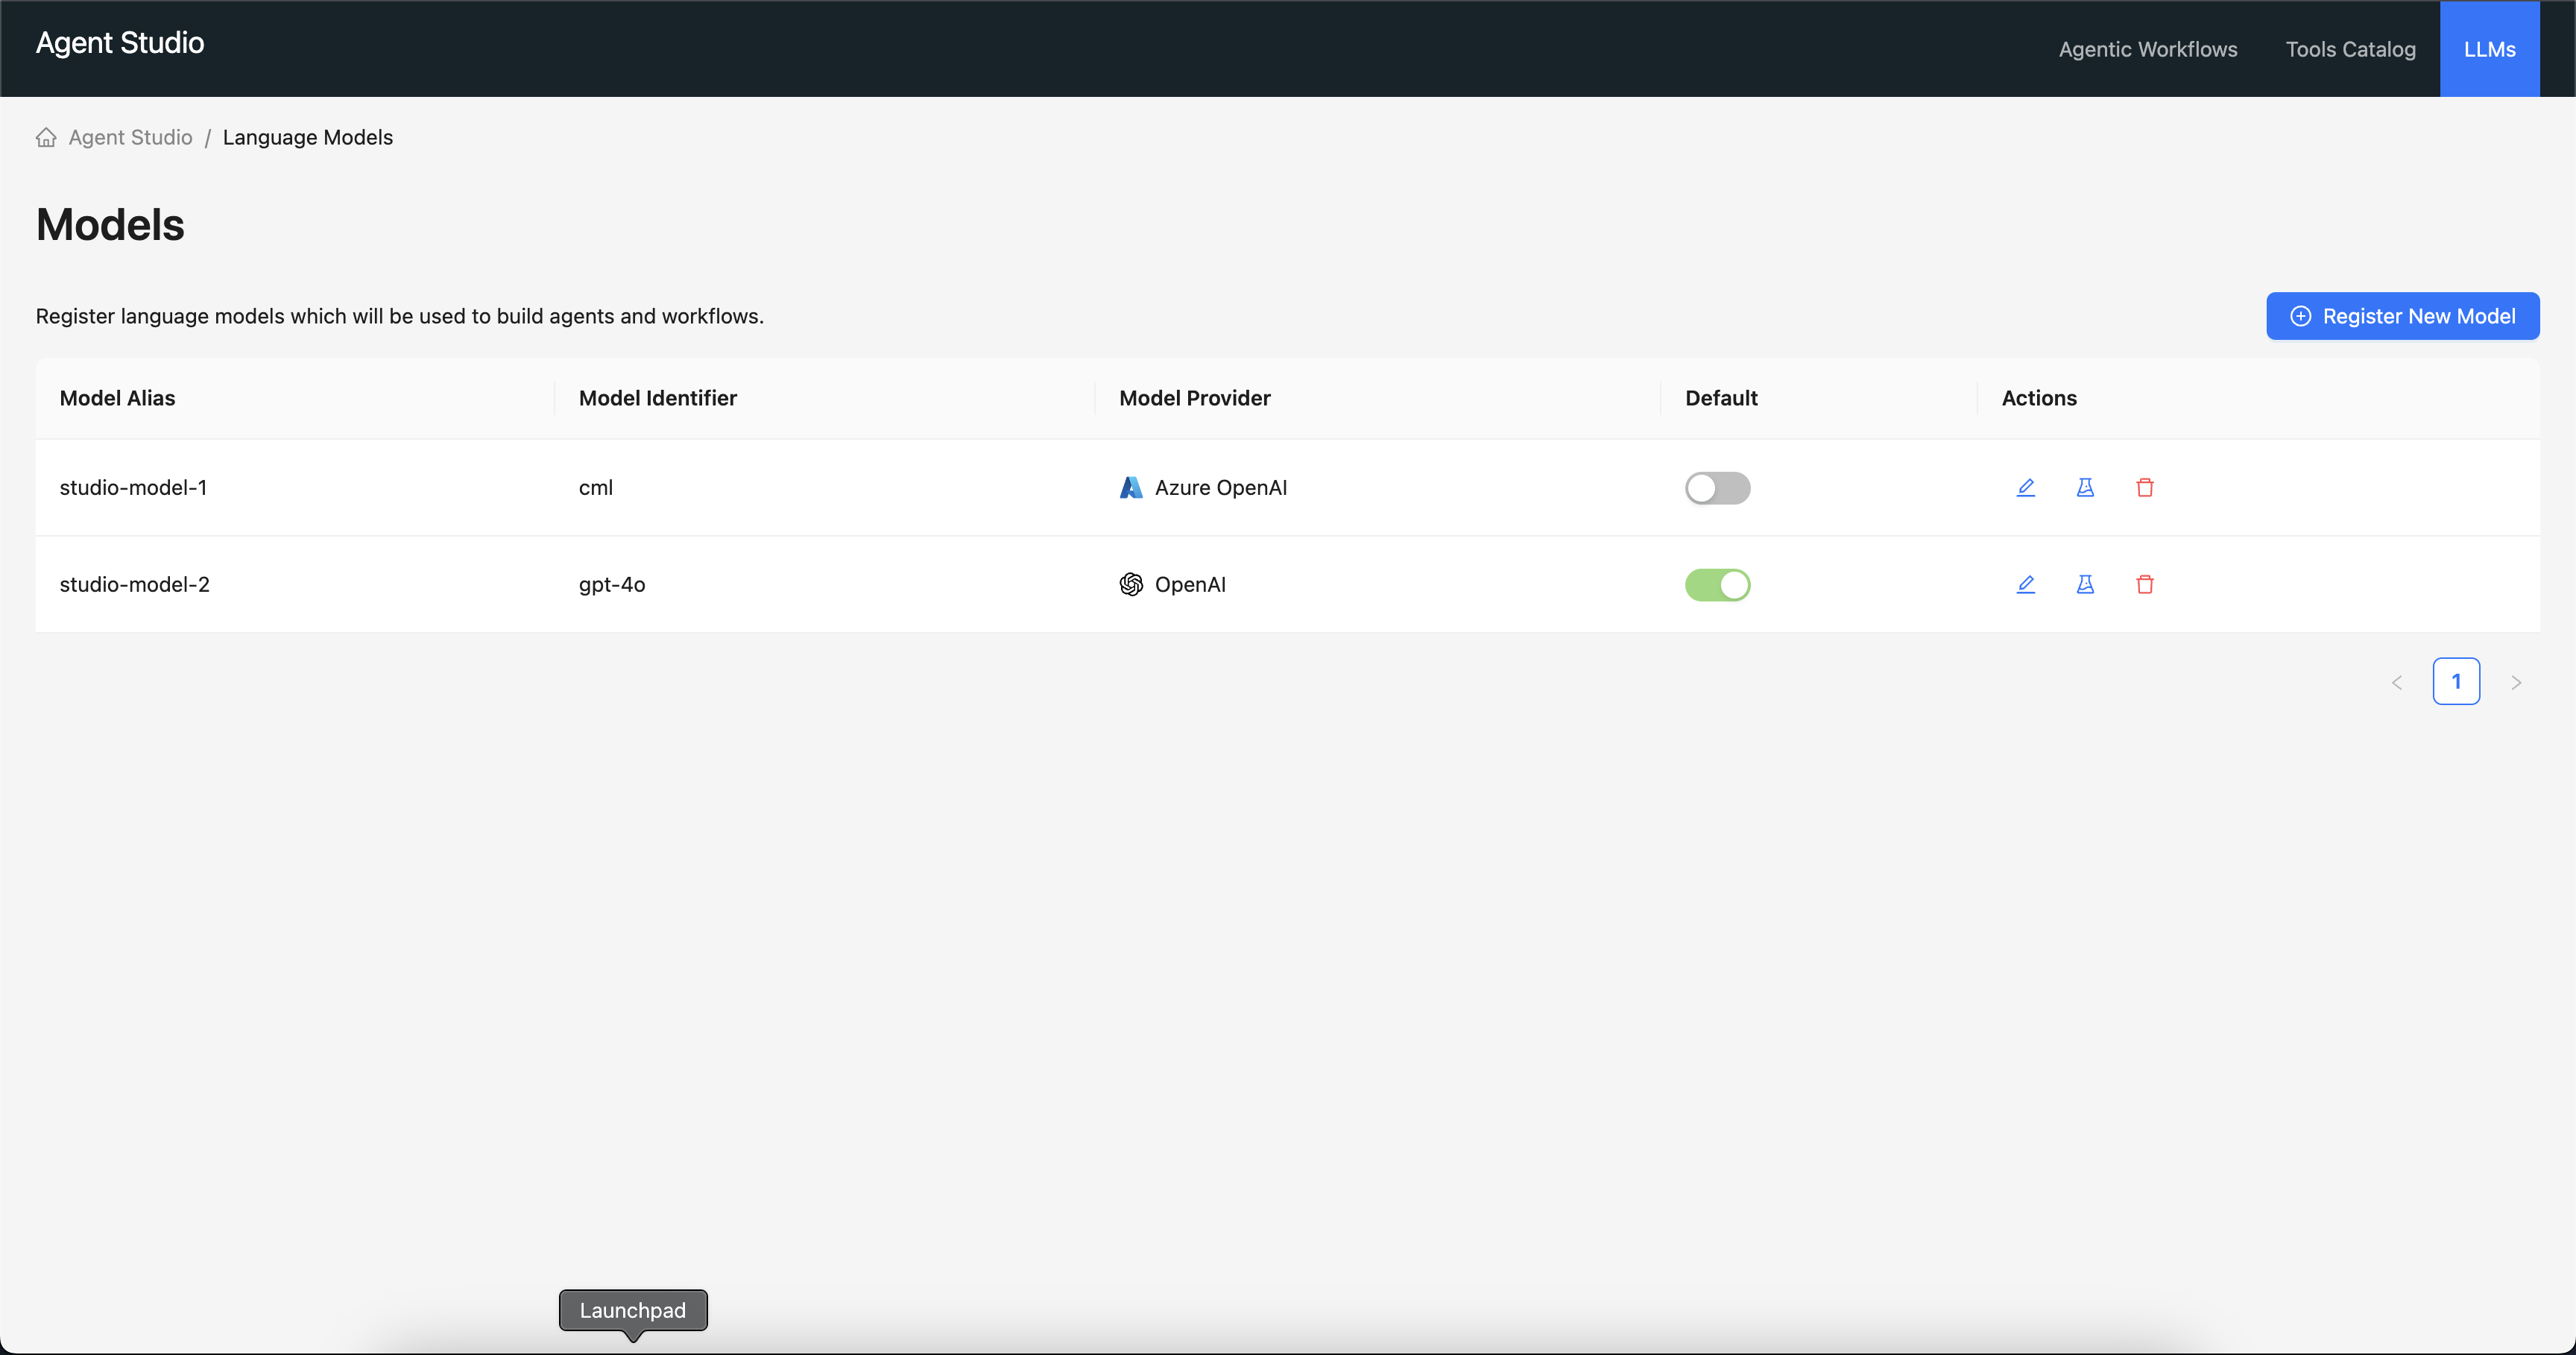 Agent Studio
Agentic Workflows Tools Catalog LLMs
Agent Studio / Language Models
Models
Register language models which will be used to build agents and workflows.
Register New Model
Model Alias Model Identifier Model Provider Default Actions
studio-model-1 cml Azure OpenAI
studio-model-2 gpt-4o OpenAI
< 1 >
Launchpad